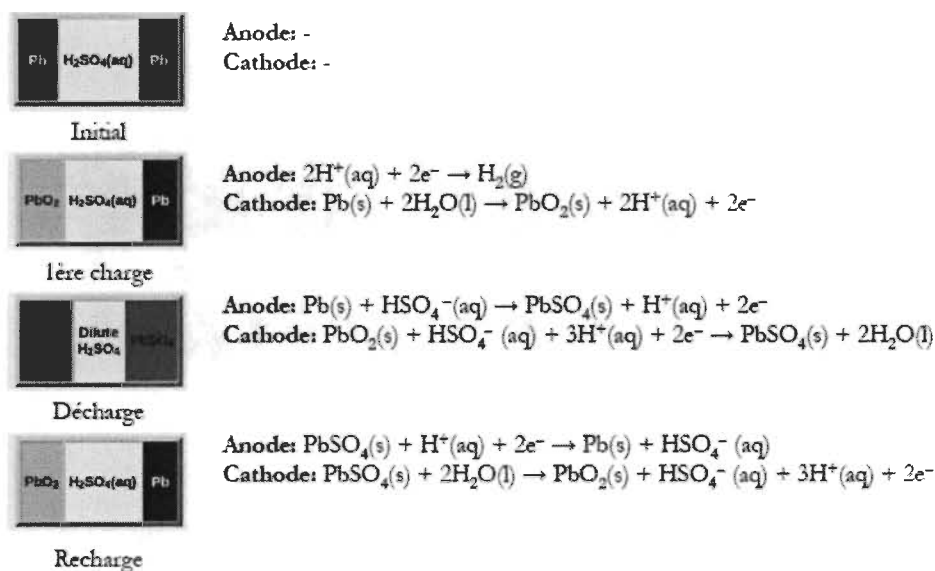 Pb H₂SO₄(aq) Pb
Anode: -
Cathode: -
Initial
PbO₂ H₂SO₄(aq) Pb
Anode: 2H⁺(aq) + 2e⁻ → H₂(g)
Cathode: Pb(s) + 2H₂O(l) → PbO₂(s) + 2H⁺(aq) + 2e⁻
1ère charge
Dilute
H₂SO₄
Anode: Pb(s) + HSO₄⁻(aq) → PbSO₄(s) + H⁺(aq) + 2e⁻
Cathode: PbO₂(s) + HSO₄⁻ (aq) + 3H⁺(aq) + 2e⁻ → PbSO₄(s) + 2H₂O(l)
Décharge
PbO₂ H₂SO₄(aq) Pb
Anode: PbSO₄(s) + H⁺(aq) + 2e⁻ → Pb(s) + HSO₄⁻ (aq)
Cathode: PbSO₄(s) + 2H₂O(l) → PbO₂(s) + HSO₄⁻ (aq) + 3H⁺(aq) + 2e⁻
Recharge